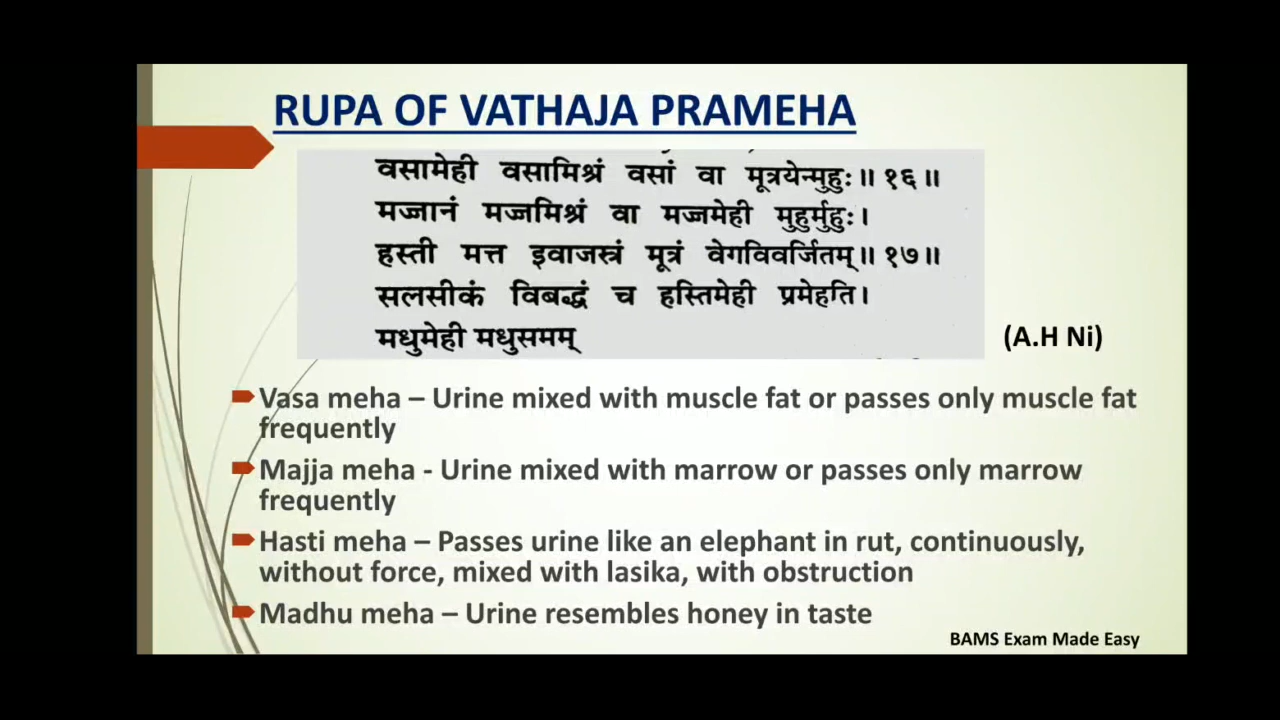 RUPA OF VATHAJA PRAMEHA
वसामेही वसामिश्रं वसां वा मूत्रयेन्मुहुः॥ १६॥
मज्जानं मज्जमिश्रं वा मज्जमेही मुहुर्मुहुः।
हस्ती मत्त इवाजस्त्रं मूत्रं वेगविवर्जितम्॥ १७॥
सलसीकं विबद्धं च हस्तिमेही प्रमेहति।
मधुमेही मधुसमम्
(A.H Ni)
Vasa meha – Urine mixed with muscle fat or passes only muscle fat
frequently
Majja meha - Urine mixed with marrow or passes only marrow
frequently
Hasti meha – Passes urine like an elephant in rut, continuously,
without force, mixed with lasika, with obstruction
Madhu meha – Urine resembles honey in taste
BAMS Exam Made Easy